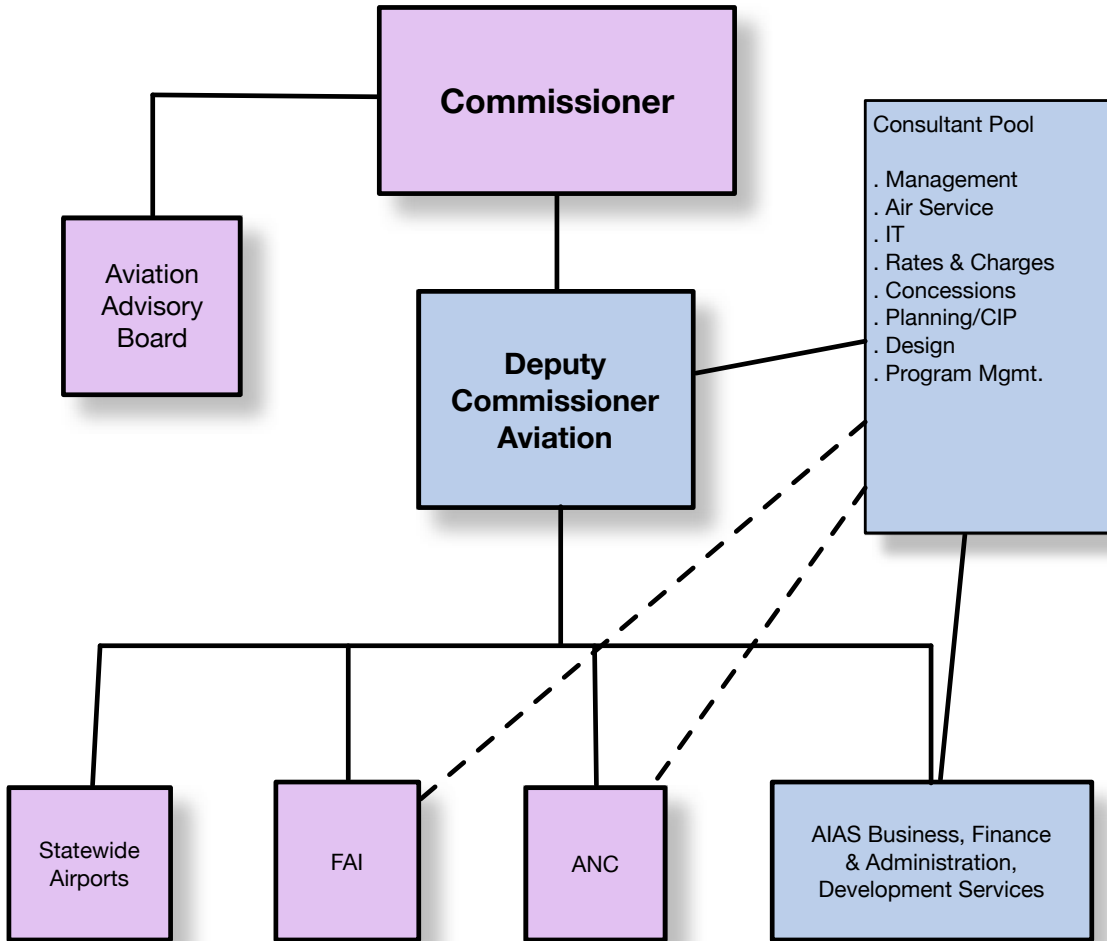 Commissioner
Consultant Pool
. Management
. Air Service
. IT
. Rates & Charges
. Concessions
. Planning/CIP
. Design
. Program Mgmt.
Aviation
Advisory
Board
Deputy
Commissioner
Aviation
Statewide
Airports
FAI
ANC
AIAS Business, Finance
& Administration,
Development Services